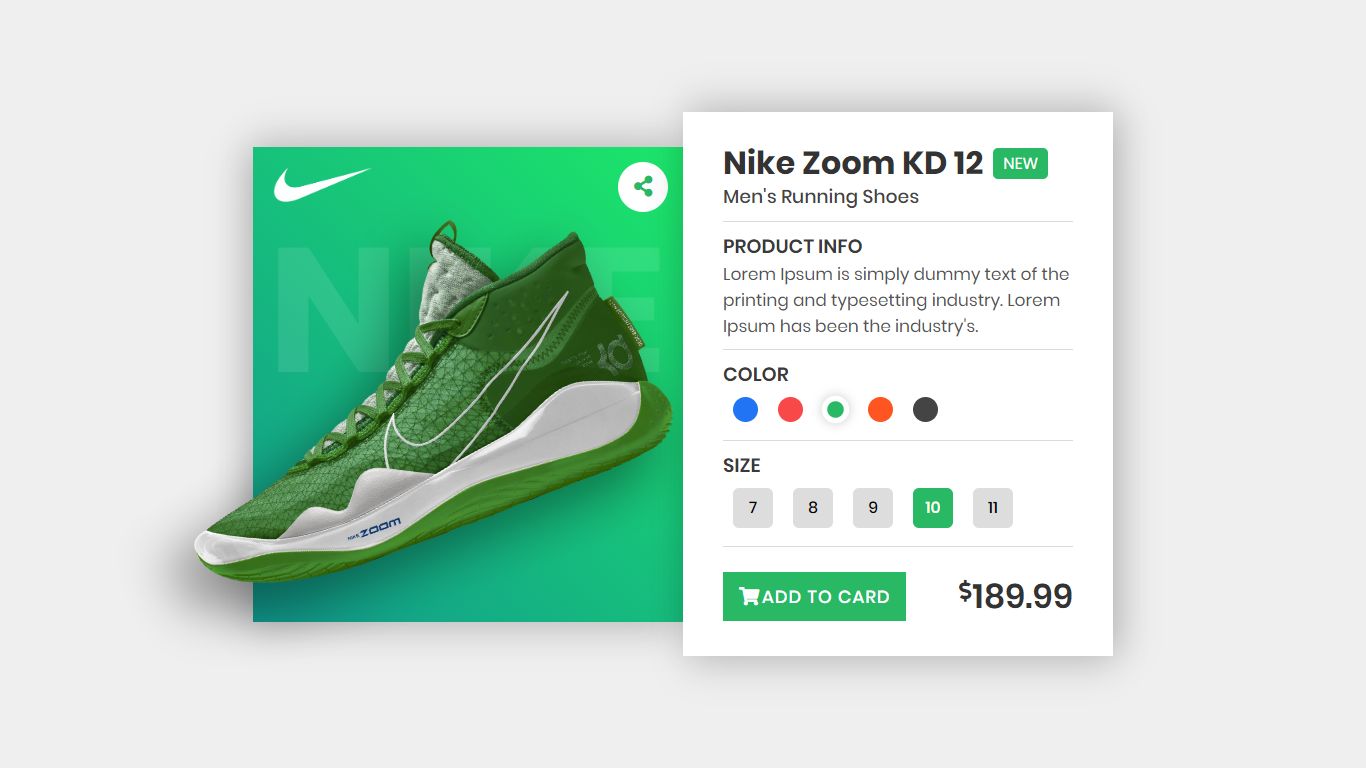 NIKE
NIKE ZOOM
Nike Zoom KD 12 NEW
Men's Running Shoes
PRODUCT INFO
Lorem Ipsum is simply dummy text of the
printing and typesetting industry. Lorem
Ipsum has been the industry's.
COLOR
SIZE
7 8 9 10 11
ADD TO CARD $189.99